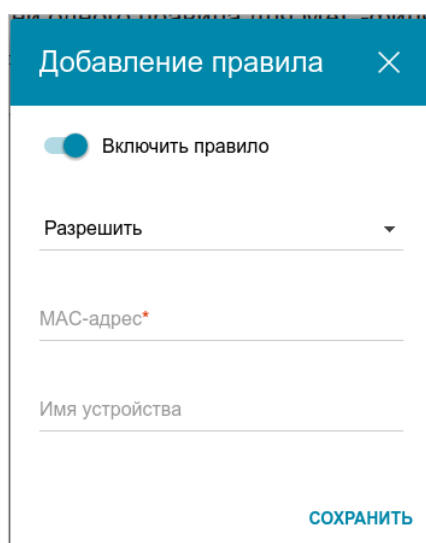 Добавление правила
Включить правило
Разрешить
MAC-адрес*
Имя устройства
СОХРАНИТЬ